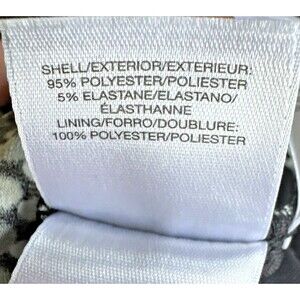 SHELL/EXTERIOR/EXTERIEUR:
95% POLYESTER/POLIESTER
5% ELASTANE/ELASTANO/
ÉLASTHANNE
LINING/FORRO/DOUBLURE:
100% POLYESTER/POLIESTER